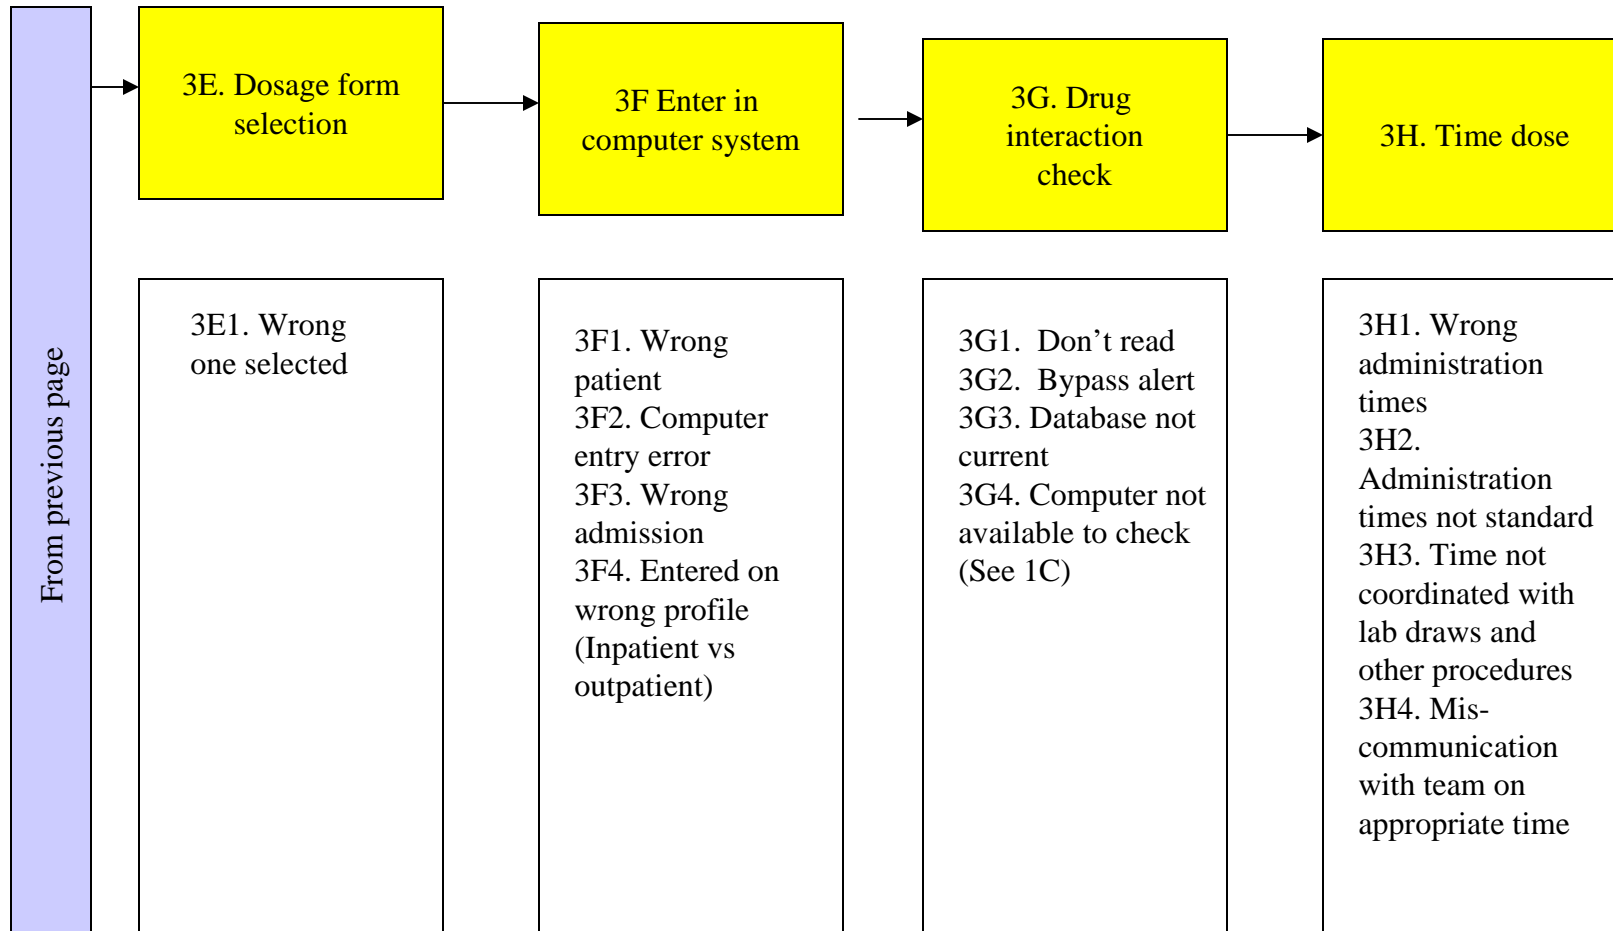 From previous page
3E. Dosage form
selection
3F Enter in
computer system
3G. Drug
interaction
check
3H. Time dose
3E1. Wrong
one selected
3F1. Wrong
patient
3F2. Computer
entry error
3F3. Wrong
admission
3F4. Entered on
wrong profile
(Inpatient vs
outpatient)
3G1.  Don’t read
3G2.  Bypass alert
3G3. Database not
current
3G4. Computer not
available to check
(See 1C)
3H1. Wrong
administration
times
3H2.
Administration
times not standard
3H3. Time not
coordinated with
lab draws and
other procedures
3H4. Mis-
communication
with team on
appropriate time